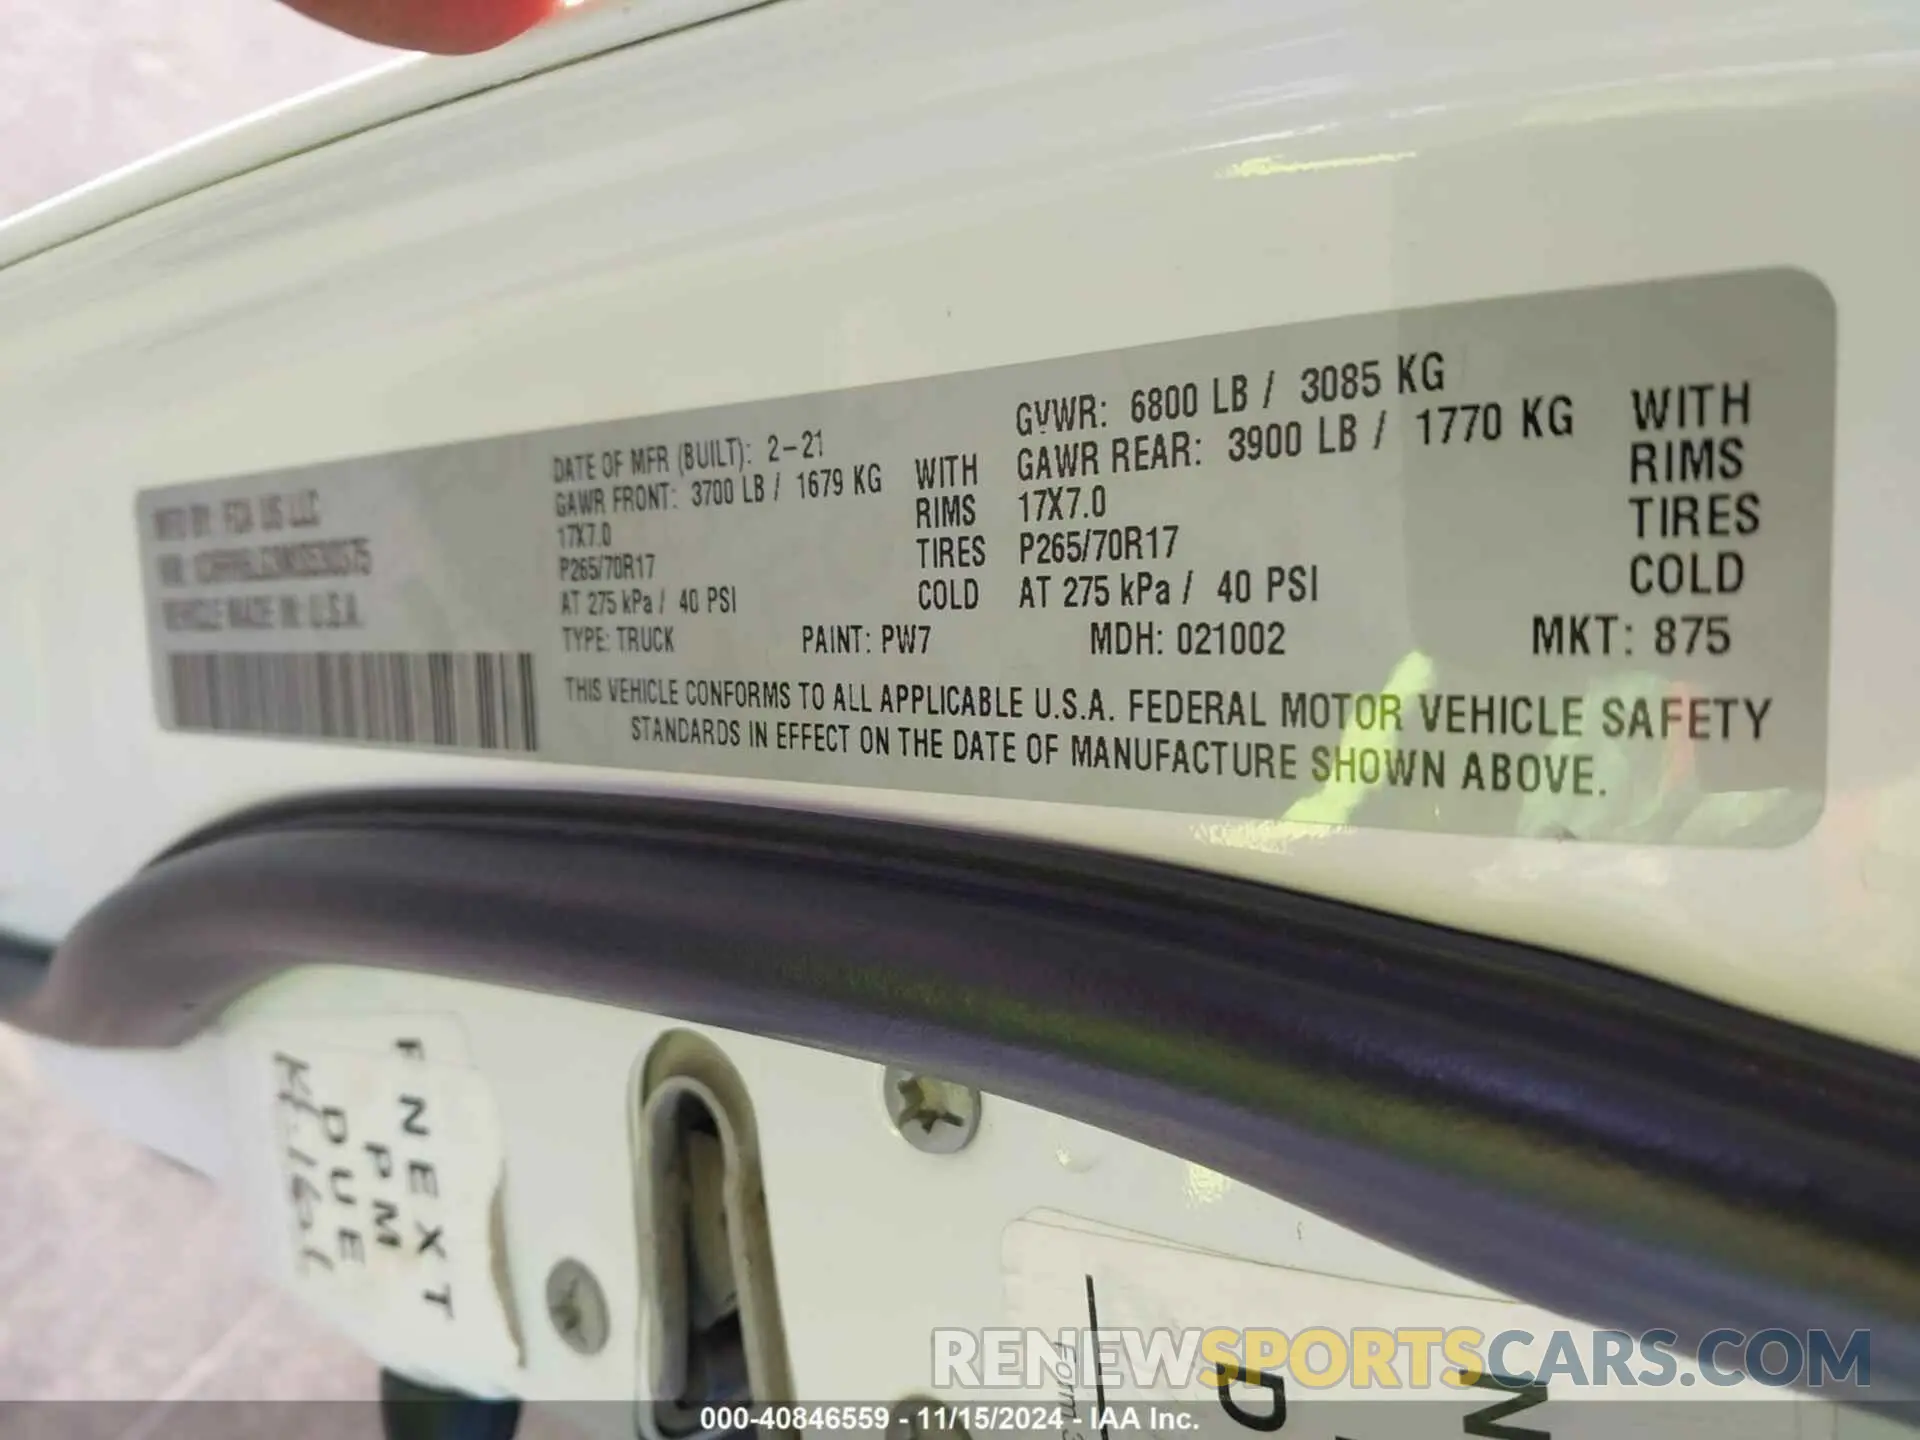 MFD BY: FCA US LLC
VEHICLE MADE IN: U.S.A.
DATE OF MFR (BUILT): 2-21
GAWR FRONT: 3700 LB / 1679 KG WITH
17X7.0 RIMS
P265/70R17 TIRES
AT 275 kPa / 40 PSI COLD
GVWR: 6800 LB / 3085 KG
GAWR REAR: 3900 LB / 1770 KG WITH
17X7.0 RIMS
P265/70R17 TIRES
AT 275 kPa / 40 PSI COLD
TYPE: TRUCK PAINT: PW7 MDH: 021002 MKT: 875
THIS VEHICLE CONFORMS TO ALL APPLICABLE U.S.A. FEDERAL MOTOR VEHICLE SAFETY
STANDARDS IN EFFECT ON THE DATE OF MANUFACTURE SHOWN ABOVE.
NEXT
PM
DUE
Form 3
RENEWSPORTSCARS.COM
000-40846559 - 11/15/2024 - IAA Inc.